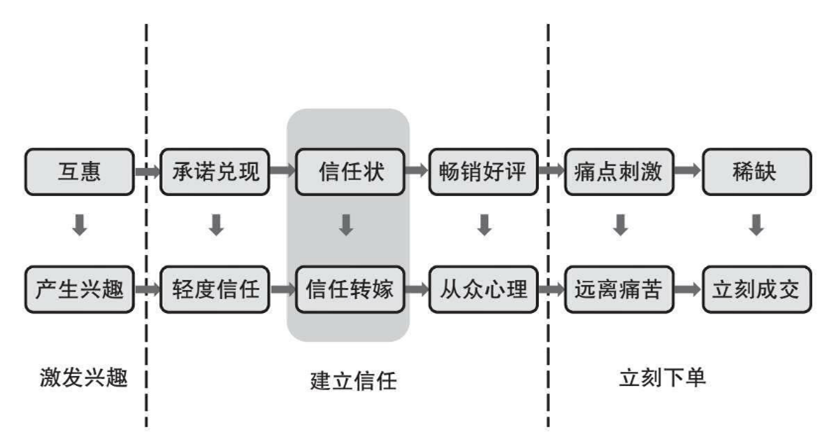 互惠 承诺兑现 信任状 畅销好评 痛点刺激 稀缺
产生兴趣 轻度信任 信任转嫁 从众心理 远离痛苦 立刻成交
激发兴趣 建立信任 立刻下单